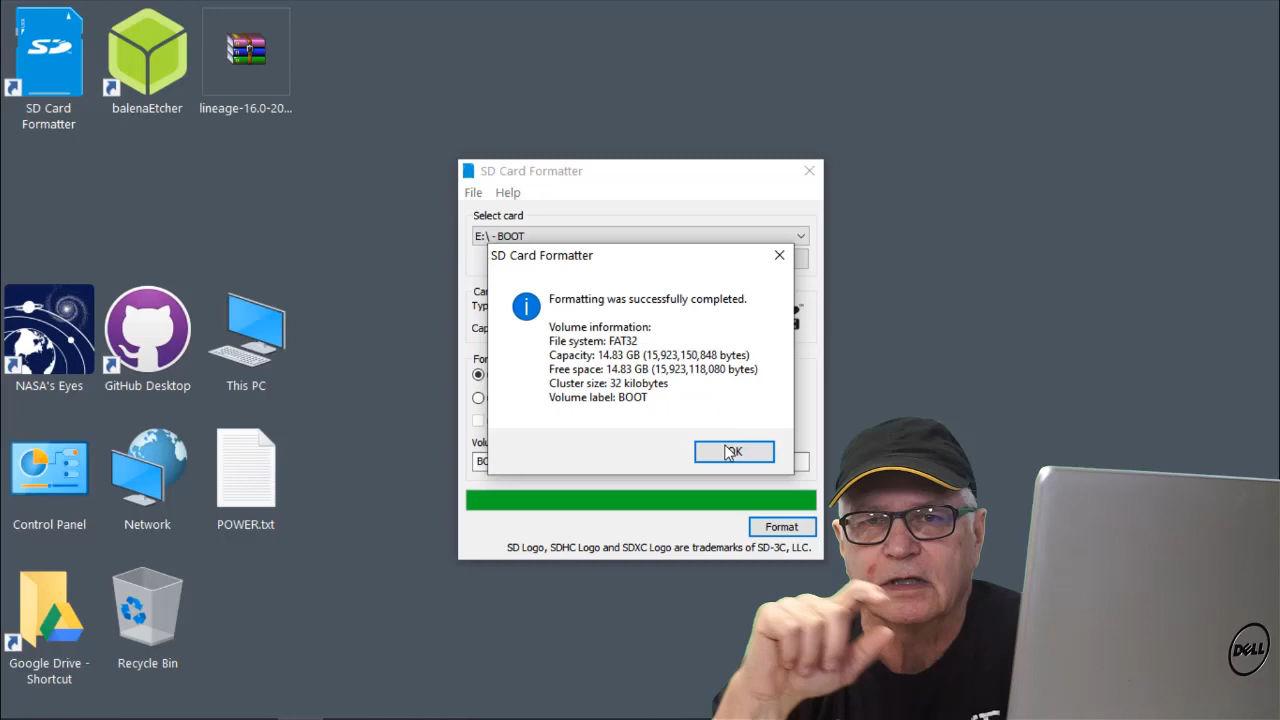 SD
SD Card
Formatter
balenaEtcher
lineage-16.0-20...
NASA's Eyes
GitHub Desktop
This PC
Control Panel
Network
POWER.txt
Google Drive -
Shortcut
Recycle Bin
SD Card Formatter
File Help
Select card
E:\ - BOOT
SD Card Formatter
Formatting was successfully completed.
Volume information:
File system: FAT32
Capacity: 14.83 GB (15,923,150,848 bytes)
Free space: 14.83 GB (15,923,118,080 bytes)
Cluster size: 32 kilobytes
Volume label: BOOT
OK
Format
SD Logo, SDHC Logo and SDXC Logo are trademarks of SD-3C, LLC.
DELL